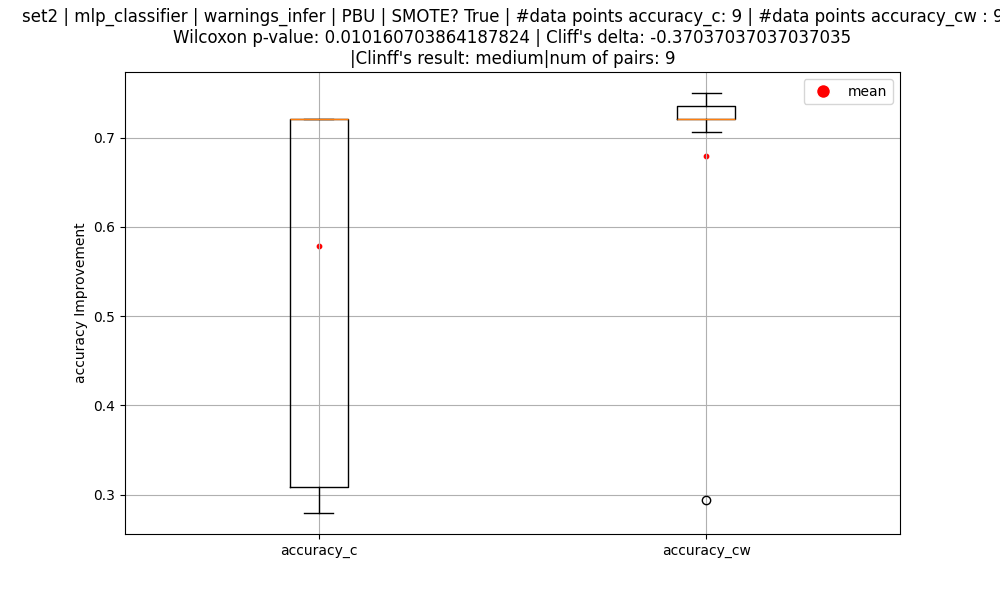 set2 | mlp_classifier | warnings_infer | PBU | SMOTE? True | #data points accuracy_c: 9 | #data points accuracy_cw : 9
Wilcoxon p-value: 0.010160703864187824 | Cliff's delta: -0.37037037037037035
|Clinff's result: medium|num of pairs: 9
mean
0.7
0.6
0.5
0.4
0.3
accuracy Improvement
accuracy_c
accuracy_cw